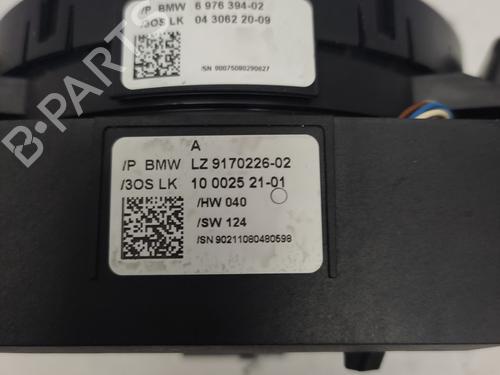 /P BMW 6 976 394-02
/3OS LK 04 3062 20-09
/SN 90075080290627
A
/P BMW LZ 9170226-02
/3OS LK 10 0025 21-01
/HW 040
/SW 124
/SN 90211080480598
B-PARTS